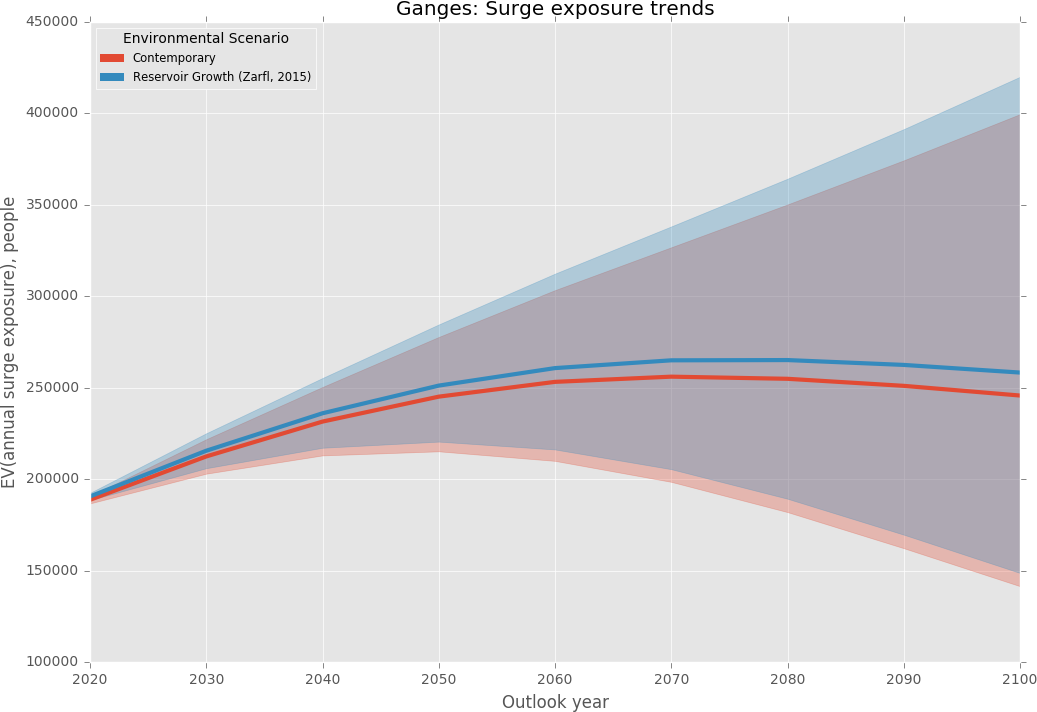 Ganges: Surge exposure trends
450000
400000
350000
300000
250000
200000
150000
100000
EV(annual surge exposure), people
Environmental Scenario
Contemporary
Reservoir Growth (Zarfl, 2015)
2020 2030 2040 2050 2060 2070 2080 2090 2100
Outlook year